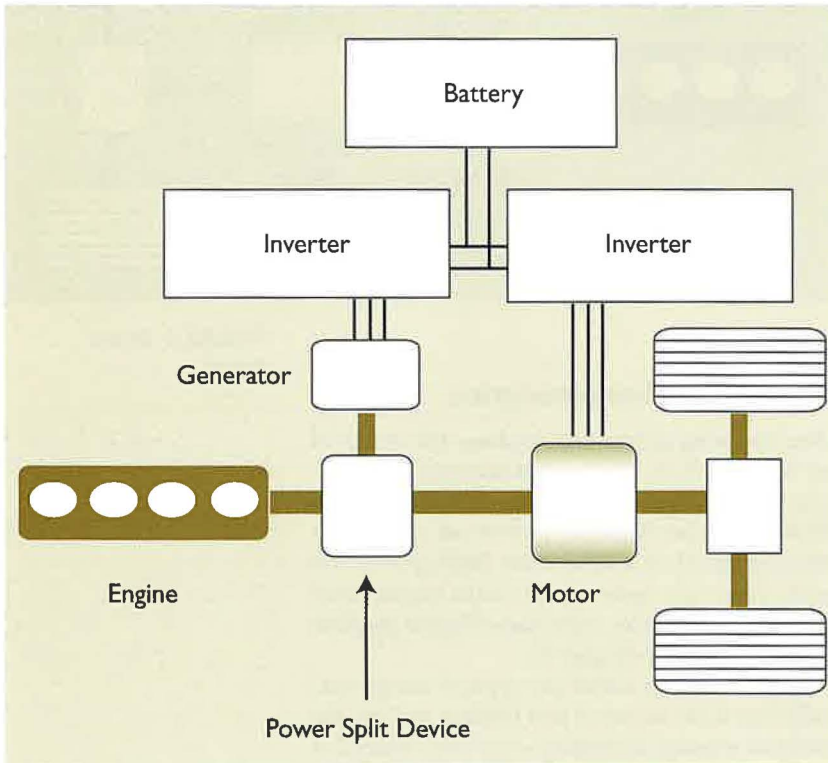 Battery
Inverter
Inverter
Generator
Engine
Motor
Power Split Device